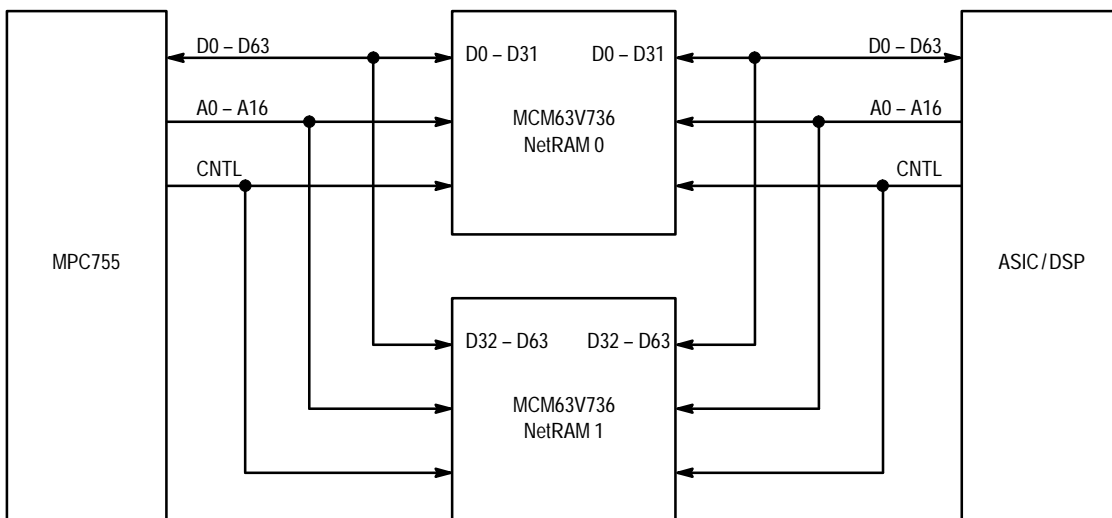 D0 – D63
D0 – D31
D0 – D31
D0 – D63
A0 – A16
MCM63V736
NetRAM 0
A0 – A16
CNTL
CNTL
MPC755
ASIC/DSP
D32 – D63
D32 – D63
MCM63V736
NetRAM 1